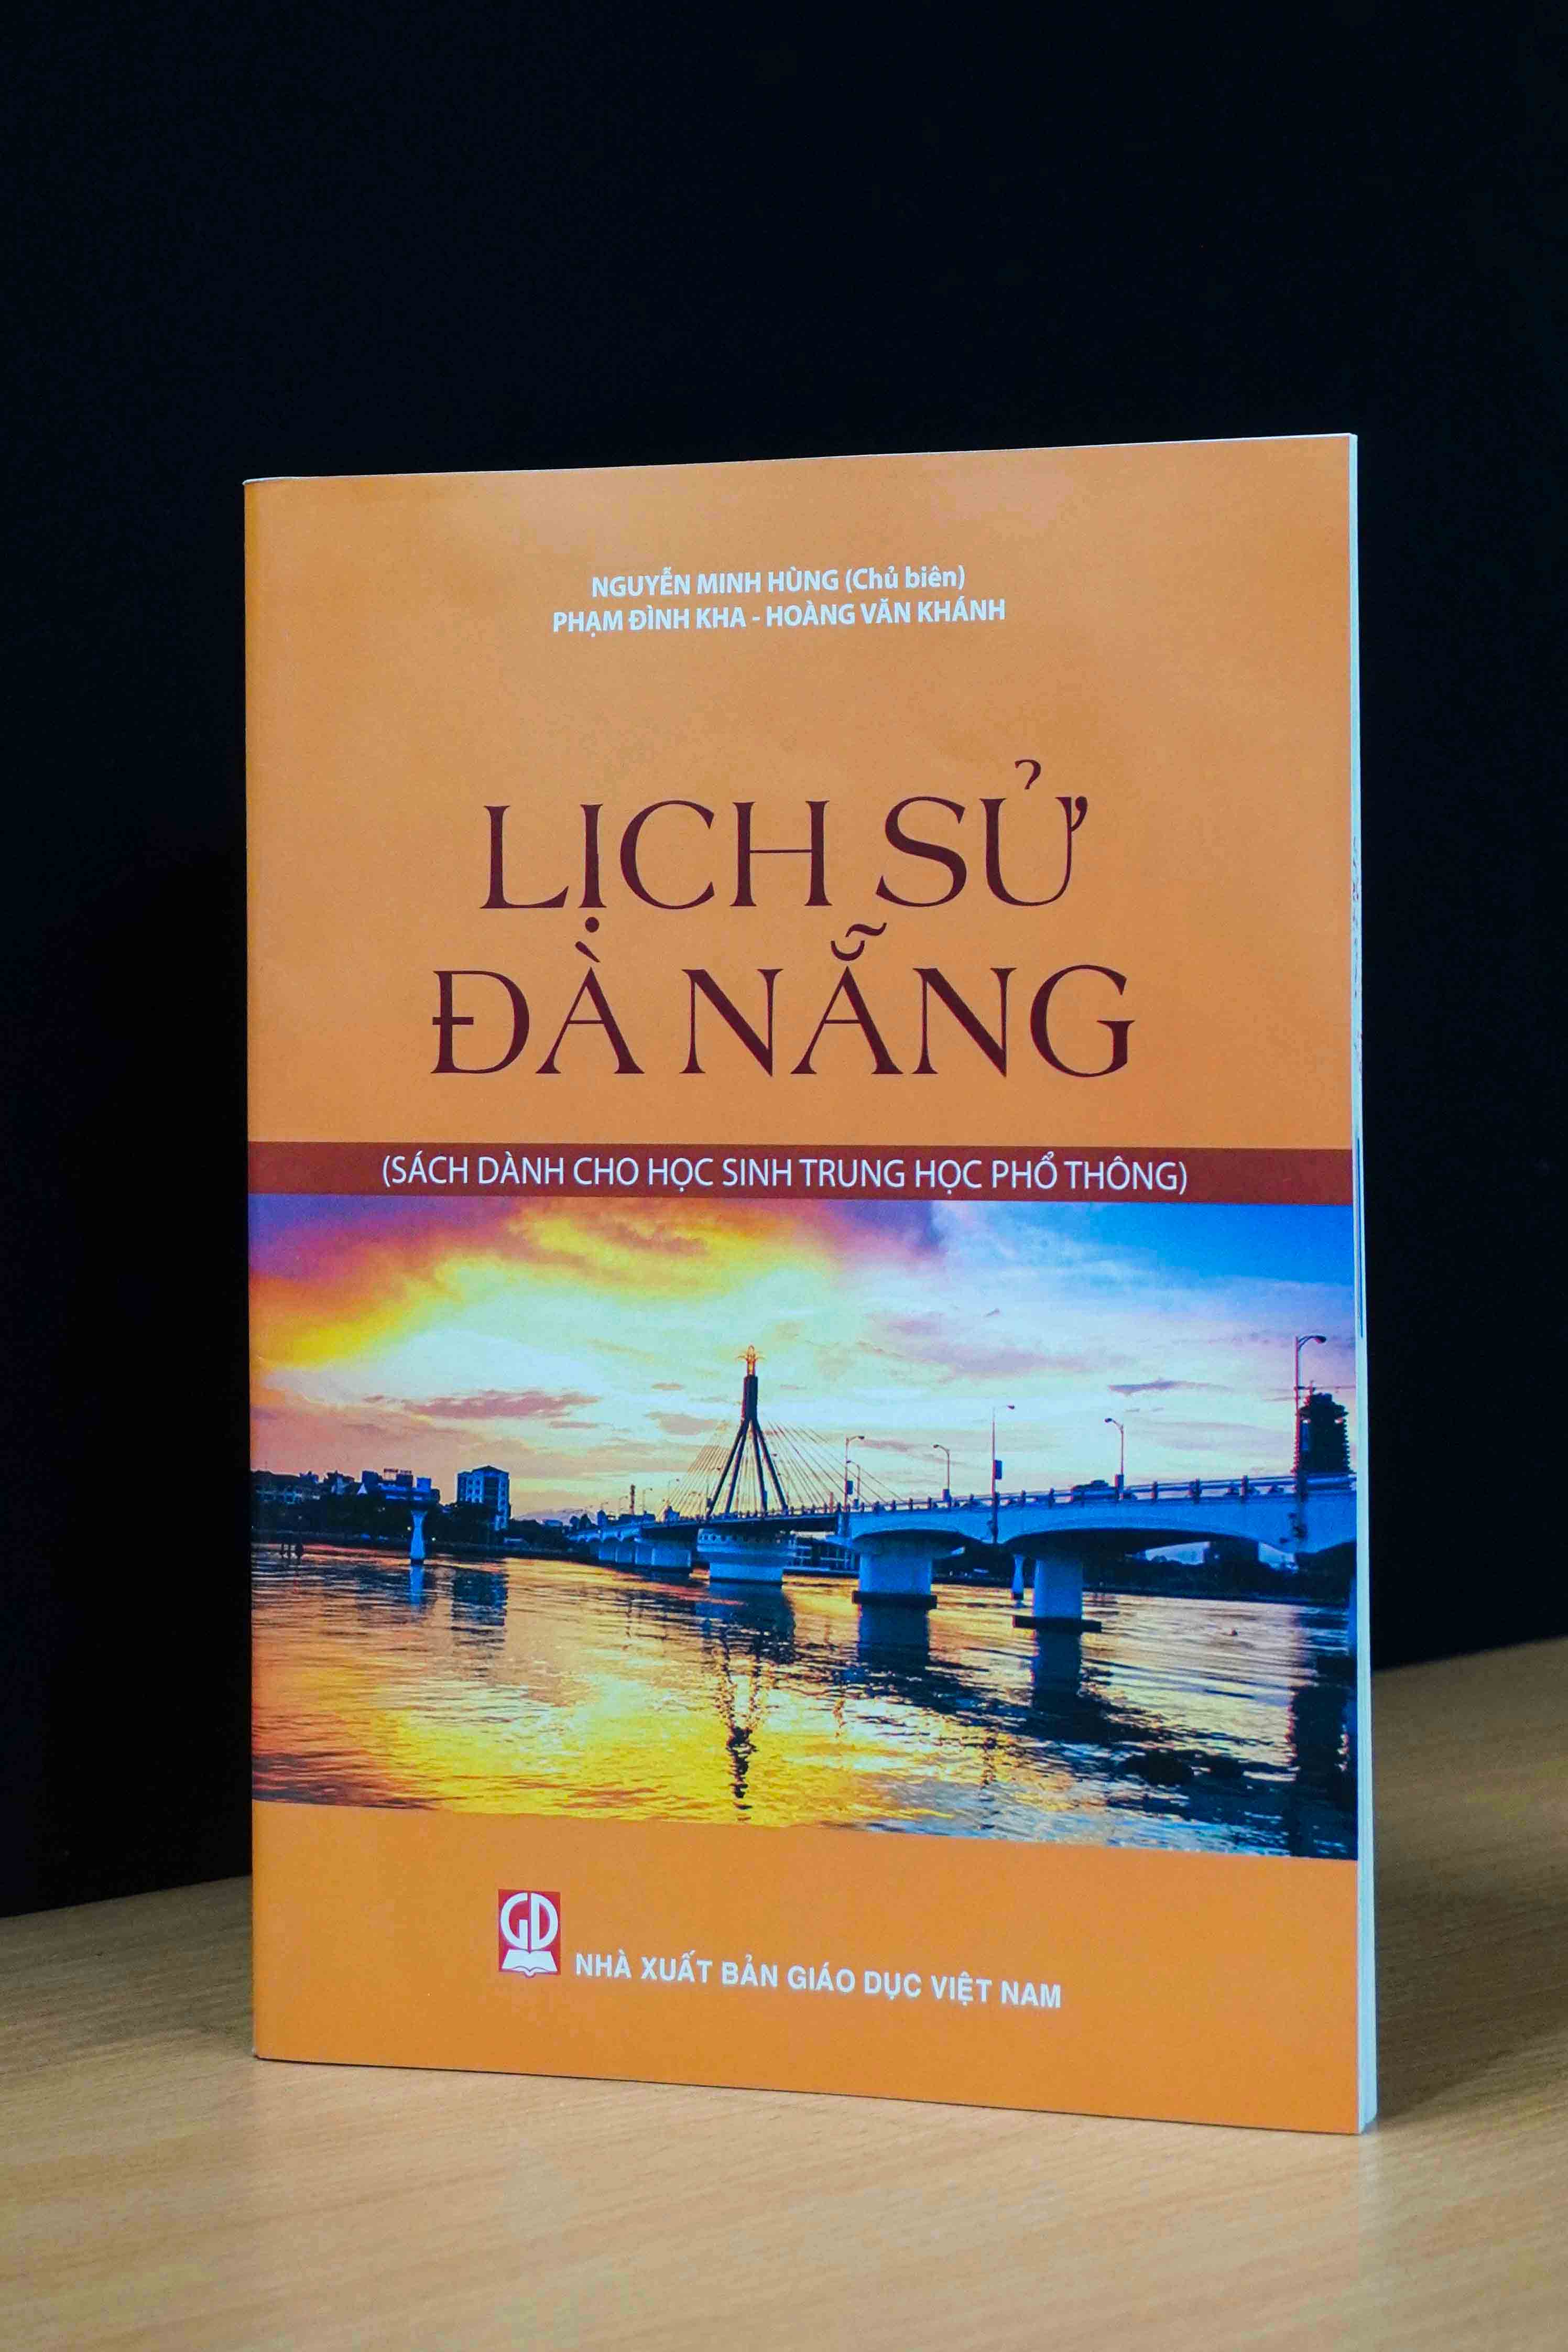 NGUYỄN MINH HÙNG (Chủ biên)
PHẠM ĐÌNH KHA - HOÀNG VĂN KHÁNH
LỊCH SỬ
ĐÀ NẴNG
(SÁCH DÀNH CHO HỌC SINH TRUNG HỌC PHỔ THÔNG)
GD
NHÀ XUẤT BẢN GIÁO DỤC VIỆT NAM